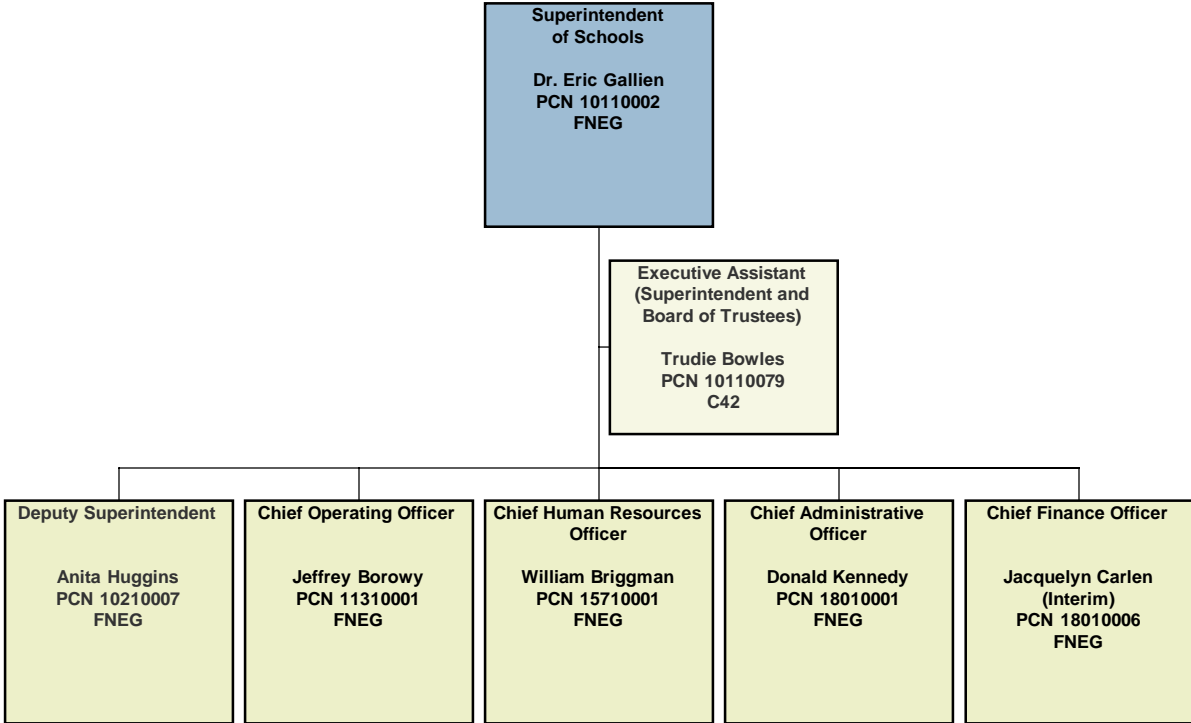 Superintendent
of Schools
Dr. Eric Gallien
PCN 10110002
FNEG
Executive Assistant
(Superintendent and
Board of Trustees)
Trudie Bowles
PCN 10110079
C42
Deputy Superintendent
Anita Huggins
PCN 10210007
FNEG
Chief Operating Officer
Jeffrey Borowy
PCN 11310001
FNEG
Chief Human Resources
Officer
William Briggman
PCN 15710001
FNEG
Chief Administrative
Officer
Donald Kennedy
PCN 18010001
FNEG
Chief Finance Officer
Jacquelyn Carlen
(Interim)
PCN 18010006
FNEG